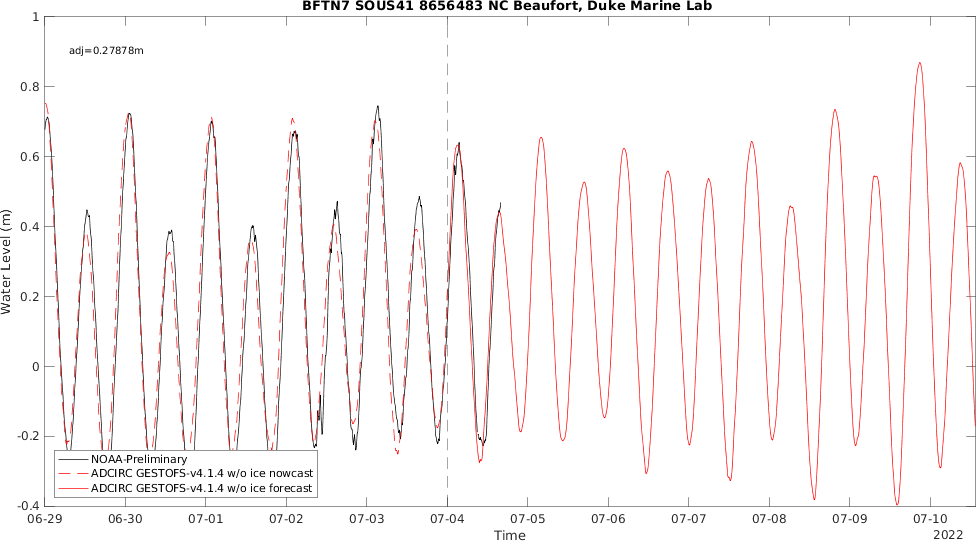 BFTN7 SOUS41 8656483 NC Beaufort, Duke Marine Lab
1
adj=0.27878m
0.8
0.6
0.4
0.2
0
-0.2
-0.4
Water Level (m)
NOAA-Preliminary
ADCIRC GESTOFS-v4.1.4 w/o ice nowcast
ADCIRC GESTOFS-v4.1.4 w/o ice forecast
06-29 06-30 07-01 07-02 07-03 07-04 07-05 07-06 07-07 07-08 07-09 07-10
Time
2022